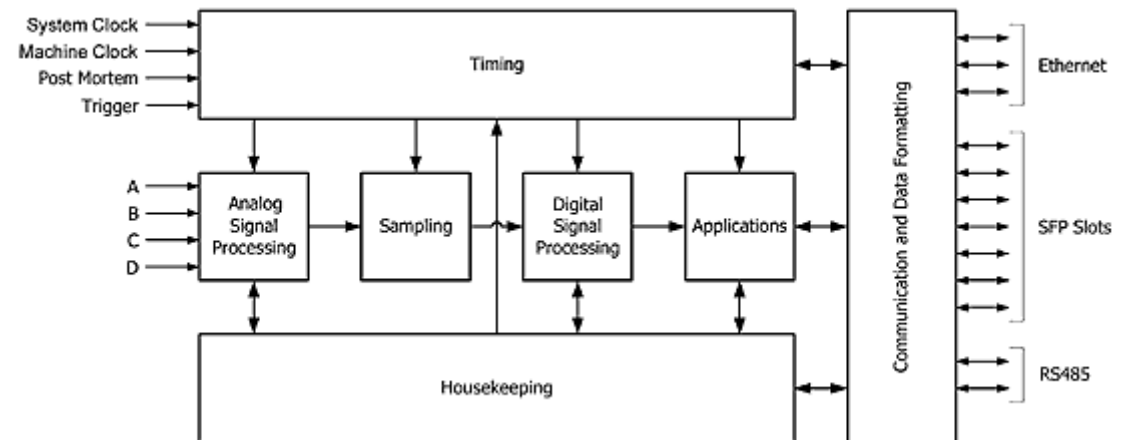 System Clock
Machine Clock
Post Mortem
Trigger
Timing
A
B
C
D
Analog
Signal
Processing
Sampling
Digital
Signal
Processing
Applications
Housekeeping
Communication and Data Formatting
Ethernet
SFP Slots
RS485